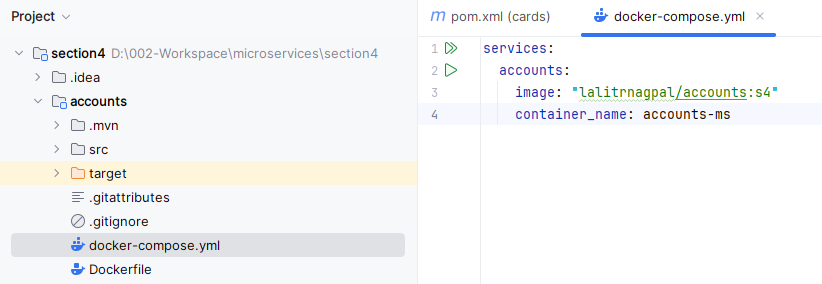 Project
section4 D:\002-Workspace\microservices\section4
.idea
accounts
.mvn
src
target
.gitattributes
.gitignore
docker-compose.yml
Dockerfile
m pom.xml (cards) docker-compose.yml
1 services:
2 accounts:
3 image: "lalitrnagpal/accounts:s4"
4 container_name: accounts-ms